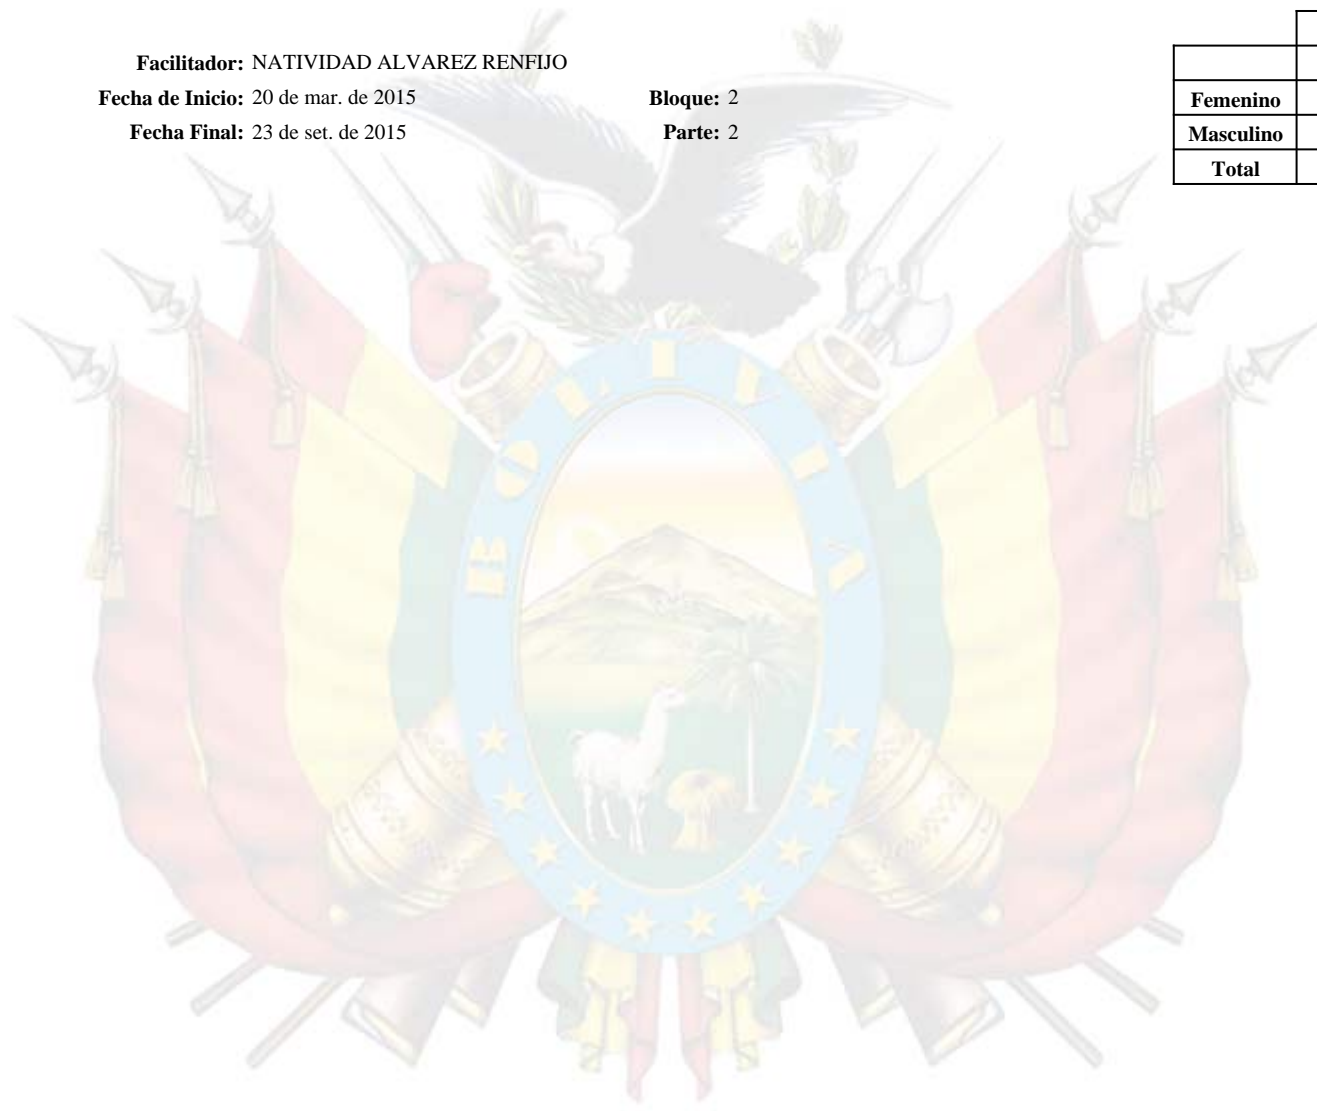 Facilitador: NATIVIDAD ALVAREZ RENFIJO
Fecha de Inicio: 20 de mar. de 2015 Bloque: 2
Fecha Final: 23 de set. de 2015 Parte: 2
Femenino
Masculino
Total
BOLIVIA